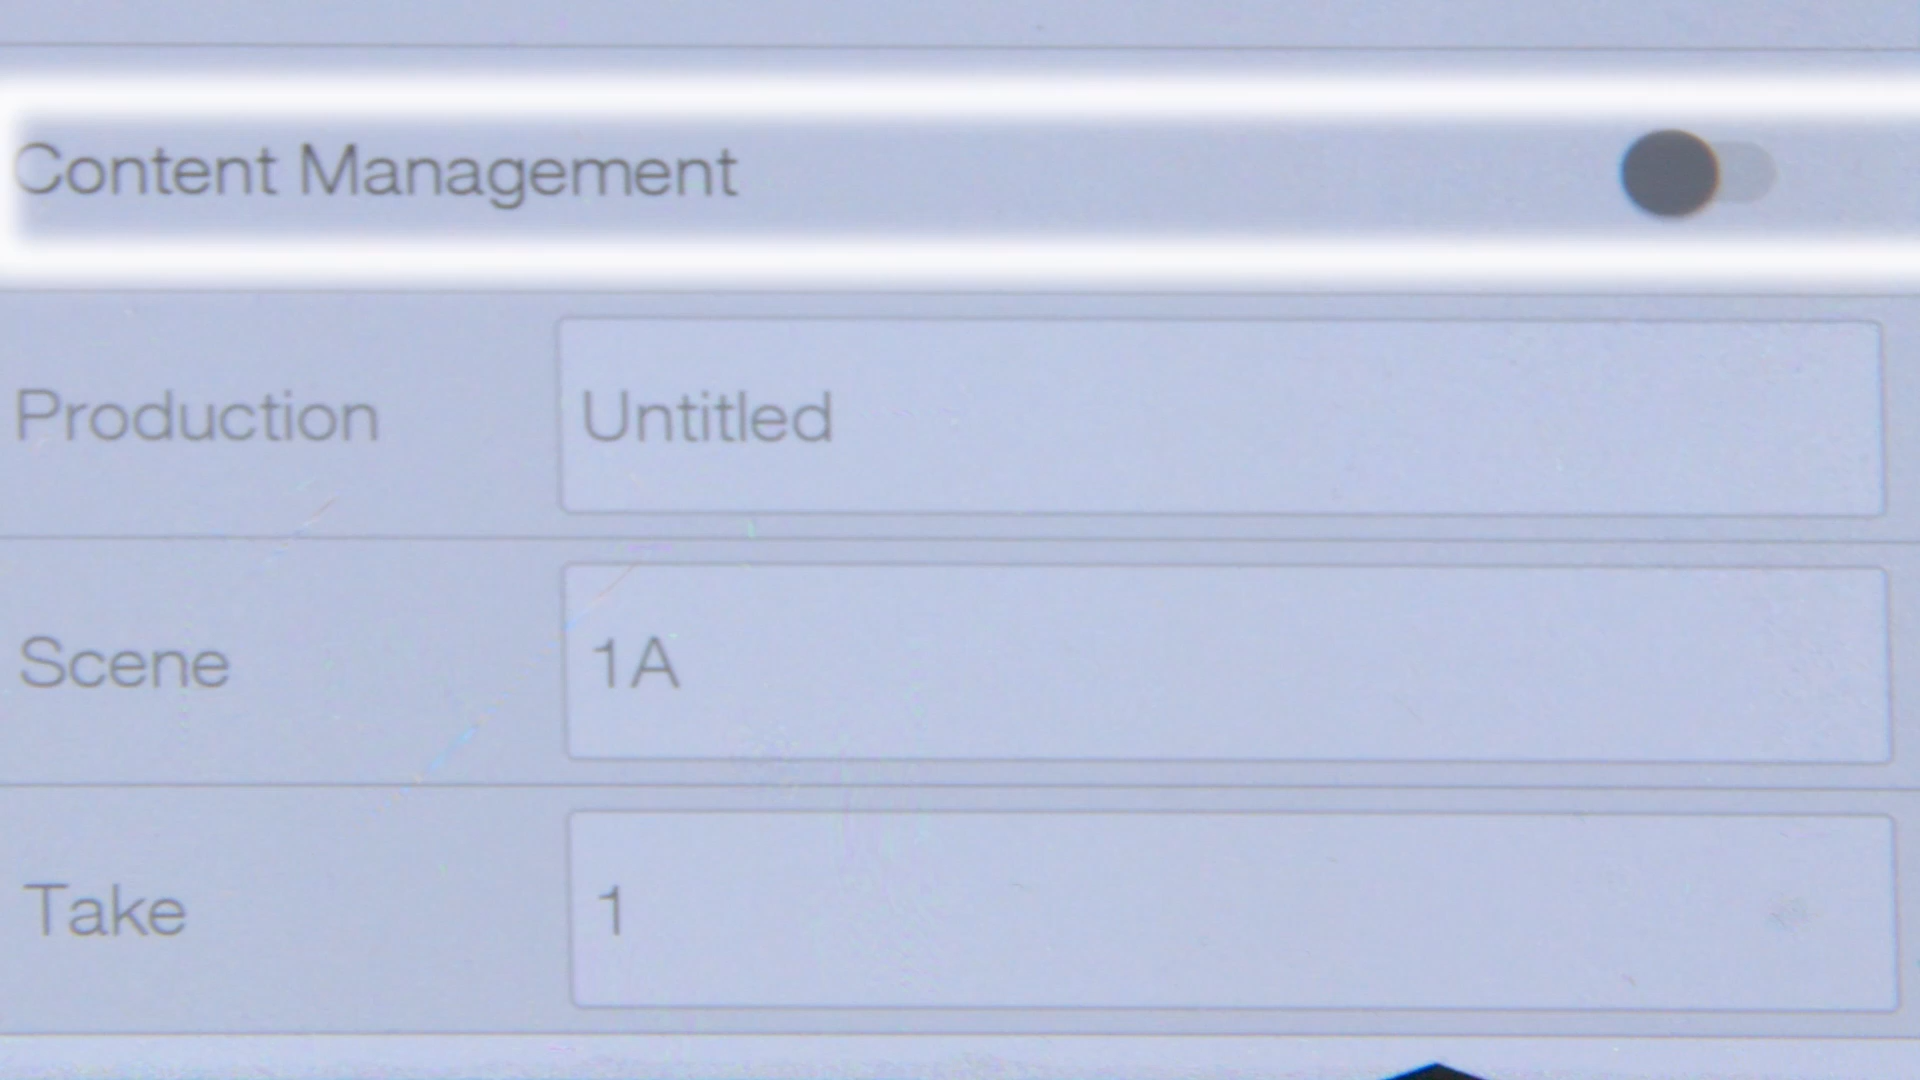 Content Management
Production Untitled
Scene 1A
Take 1